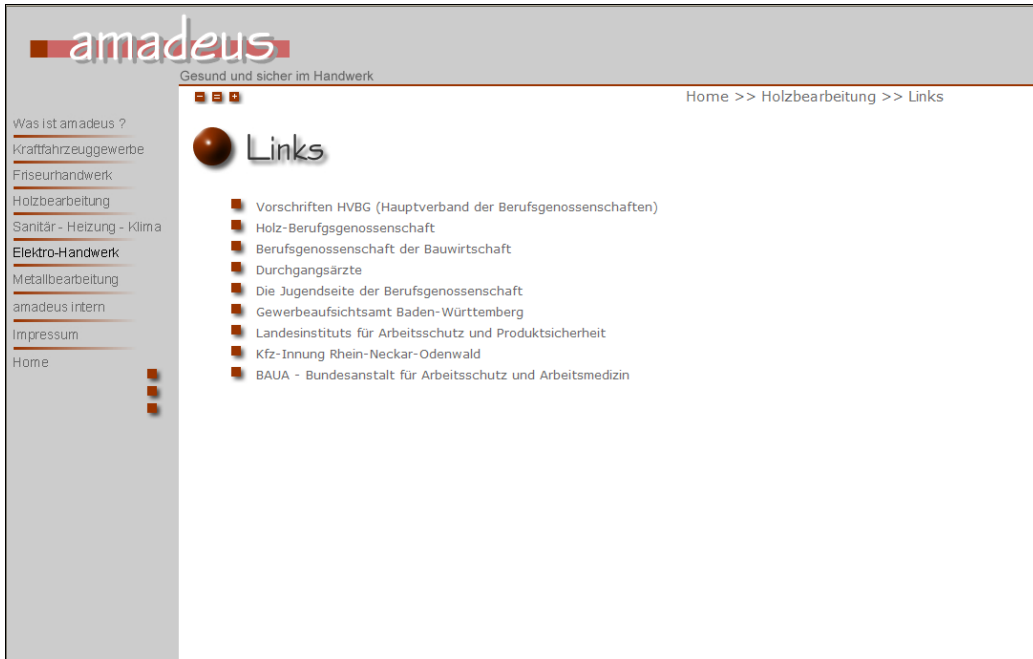 amadeus
Gesund und sicher im Handwerk
Home >> Holzbearbeitung >> Links
Was ist amadeus ?
Kraftfahrzeuggewerbe
Friseurhandwerk
Holzbearbeitung
Sanitär - Heizung - Klima
Elektro-Handwerk
Metallbearbeitung
amadeus intern
Impressum
Home
Links
Vorschriften HVBG (Hauptverband der Berufsgenossenschaften)
Holz-Berufgsgenossenschaft
Berufsgenossenschaft der Bauwirtschaft
Durchgangsärzte
Die Jugendseite der Berufsgenossenschaft
Gewerbeaufsichtsamt Baden-Württemberg
Landesinstituts für Arbeitsschutz und Produktsicherheit
Kfz-Innung Rhein-Neckar-Odenwald
BAUA - Bundesanstalt für Arbeitsschutz und Arbeitsmedizin